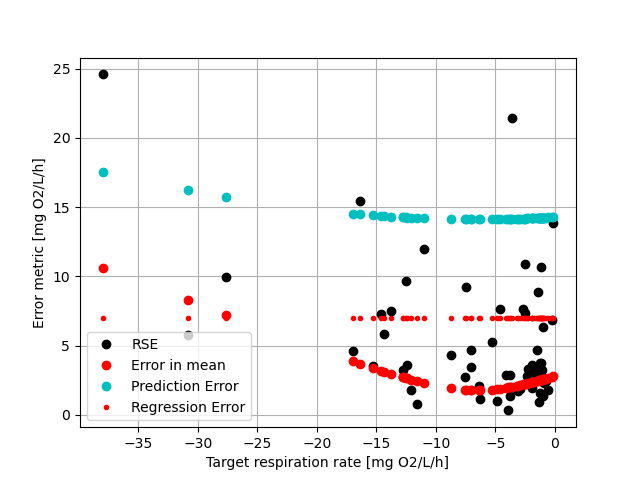 25
20
15
10
5
0
Error metric [mg O2/L/h]
RSE
Error in mean
Prediction Error
Regression Error
−35
−30
−25
−20
−15
−10
−5
0
Target respiration rate [mg O2/L/h]